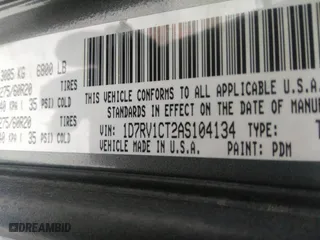 3085 KG 6800 LB
275/60R20 TIRES
KPA ( 35 PSI) COLD
275/60R20 TIRES
KPA ( 35 PSI) COLD
THIS VEHICLE CONFORMS TO ALL APPLICABLE
STANDARDS IN EFFECT ON THE DATE OF
VIN: 1D7RV1CT2AS104134 TYPE: T
VEHICLE MADE IN U.S.A. PAINT: PDM
DREAMBID